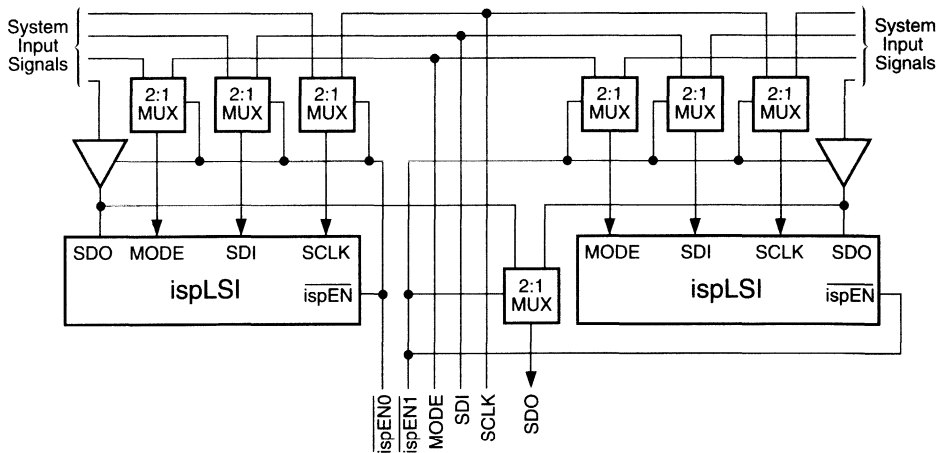 System
Input
Signals
System
Input
Signals
2:1
MUX
2:1
MUX
2:1
MUX
2:1
MUX
2:1
MUX
2:1
MUX
SDO MODE SDI SCLK
ispLSI
ispEN
MODE SDI SCLK SDO
ispLSI
ispEN
2:1
MUX
ispEN0
ispEN1
MODE
SDI
SCLK
SDO